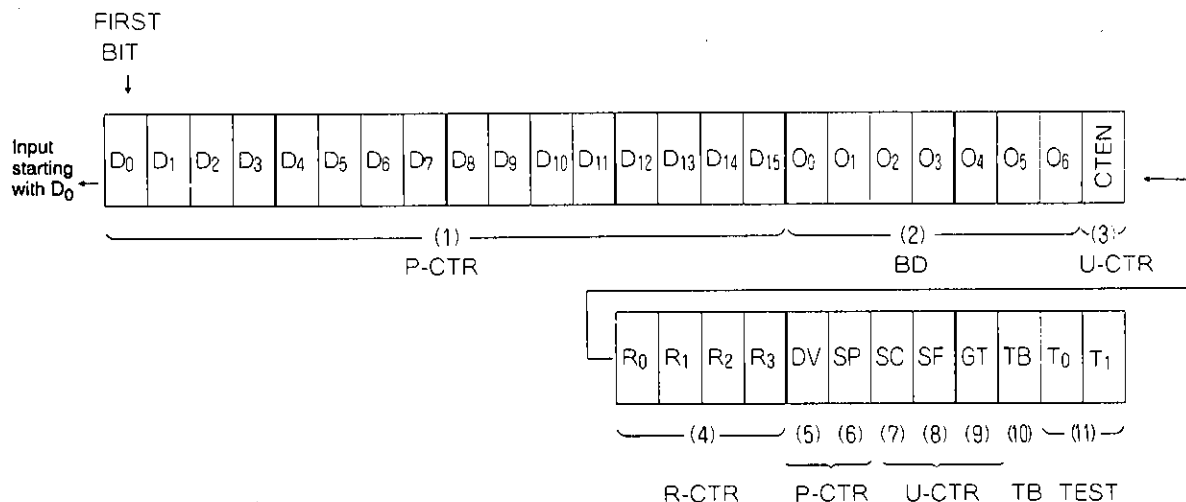 FIRST
BIT
Input
starting
with D₀
D₀ D₁ D₂ D₃ D₄ D₅ D₆ D₇ D₈ D₉ D₁₀ D₁₁ D₁₂ D₁₃ D₁₄ D₁₅ O₀ O₁ O₂ O₃ O₄ O₅ O₆ CTEN
(1) (2) (3)
P-CTR BD U-CTR
R₀ R₁ R₂ R₃ DV SP SC SF GT TB T₀ T₁
(4) (5) (6) (7) (8) (9) (10) (11)
R-CTR P-CTR U-CTR TB TEST